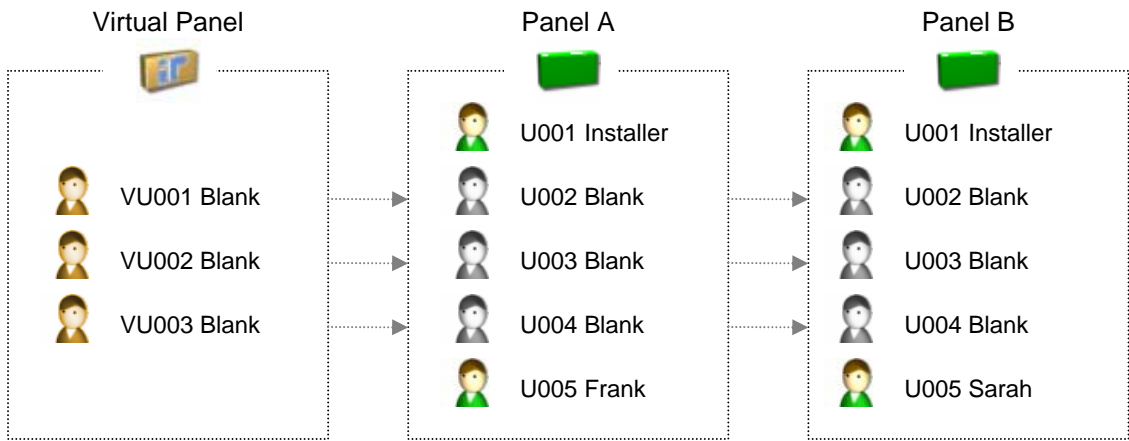 Virtual Panel
Panel A
Panel B
U001 Installer
U001 Installer
VU001 Blank
U002 Blank
U002 Blank
VU002 Blank
U003 Blank
U003 Blank
VU003 Blank
U004 Blank
U004 Blank
U005 Frank
U005 Sarah